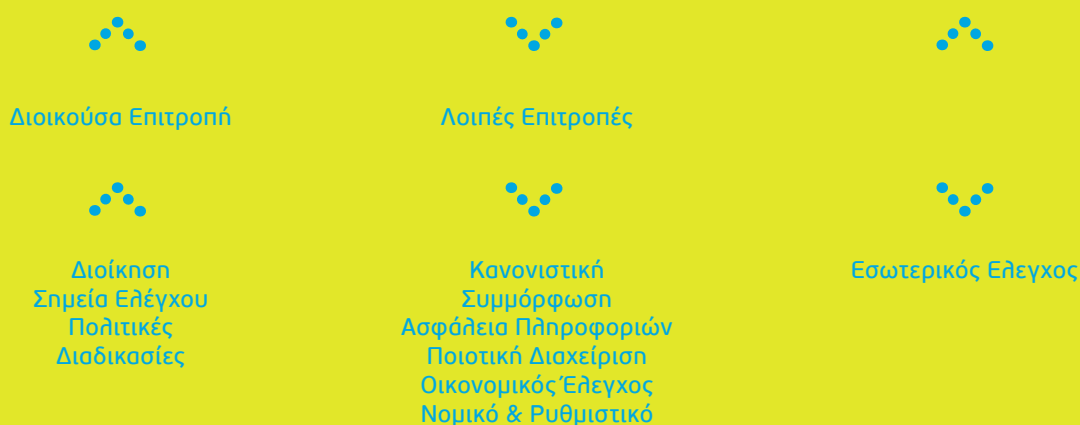 Διοικούσα Επιτροπή
Λοιπές Επιτροπές
Διοίκηση
Σημεία Ελέγχου
Πολιτικές
Διαδικασίες
Κανονιστική
Συμμόρφωση
Ασφάλεια Πληροφοριών
Ποιοτική Διαχείριση
Οικονομικός Έλεγχος
Νομικό & Ρυθμιστικό
Εσωτερικός Ελεγχος